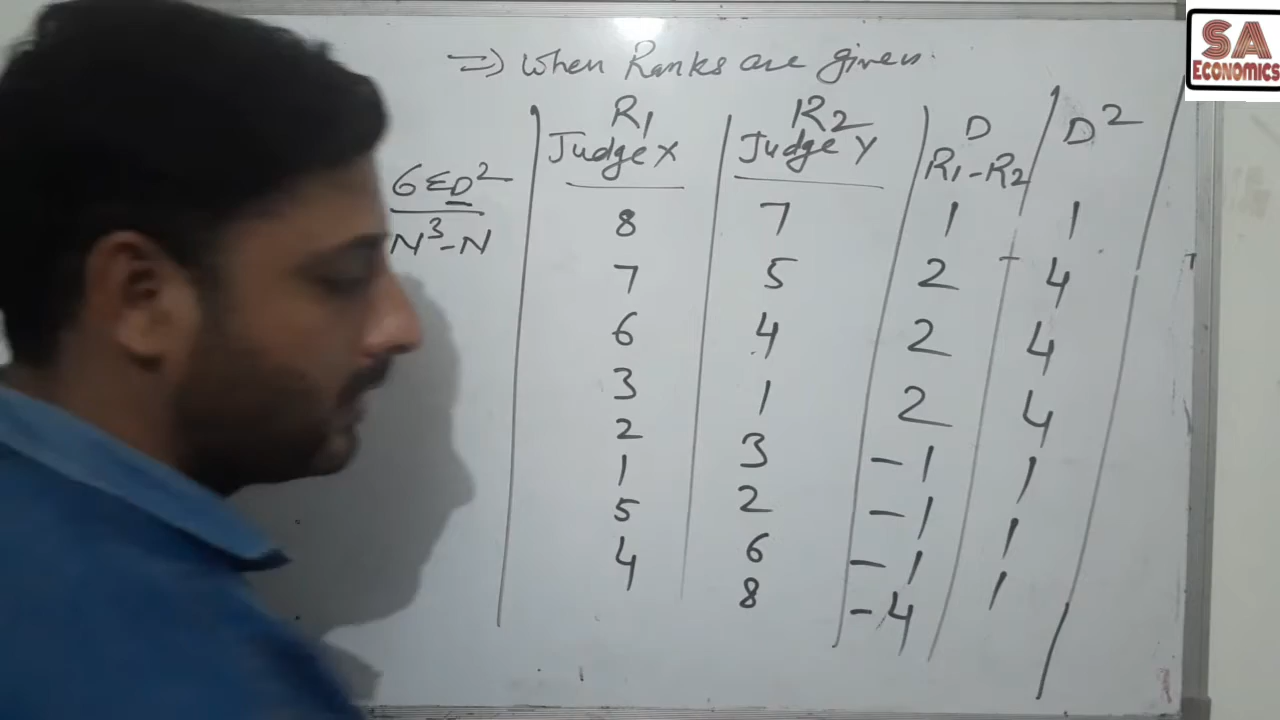 SA
ECONOMICS
=> When Ranks are given.
R1 R2 D D²
Judge X Judge Y R1-R2
6ΣD²
N³-N
8 7 1 1
7 5 2 4
6 4 2 4
3 1 2 4
2 3 -1 1
1 2 -1 1
5 6 -1 1
4 8 -4